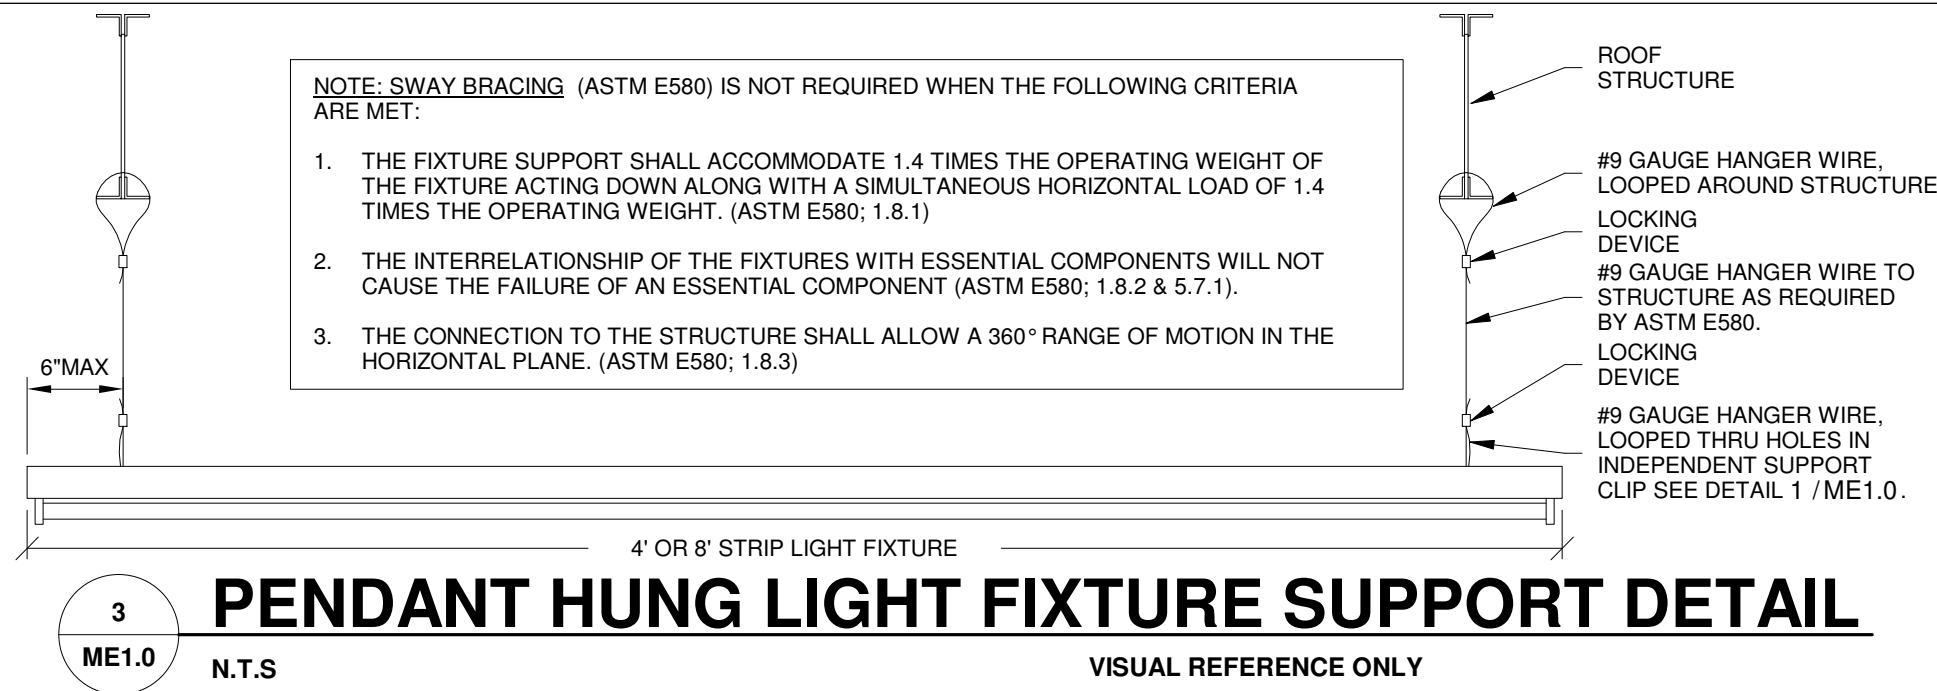 NOTE: SWAY BRACING (ASTM E580) IS NOT REQUIRED WHEN THE FOLLOWING CRITERIA
ARE MET:
1. THE FIXTURE SUPPORT SHALL ACCOMMODATE 1.4 TIMES THE OPERATING WEIGHT OF
THE FIXTURE ACTING DOWN ALONG WITH A SIMULTANEOUS HORIZONTAL LOAD OF 1.4
TIMES THE OPERATING WEIGHT. (ASTM E580; 1.8.1)
2. THE INTERRELATIONSHIP OF THE FIXTURES WITH ESSENTIAL COMPONENTS WILL NOT
CAUSE THE FAILURE OF AN ESSENTIAL COMPONENT (ASTM E580; 1.8.2 & 5.7.1).
3. THE CONNECTION TO THE STRUCTURE SHALL ALLOW A 360° RANGE OF MOTION IN THE
HORIZONTAL PLANE. (ASTM E580; 1.8.3)
6"MAX
ROOF
STRUCTURE
#9 GAUGE HANGER WIRE,
LOOPED AROUND STRUCTURE
LOCKING
DEVICE
#9 GAUGE HANGER WIRE TO
STRUCTURE AS REQUIRED
BY ASTM E580.
LOCKING
DEVICE
#9 GAUGE HANGER WIRE,
LOOPED THRU HOLES IN
INDEPENDENT SUPPORT
CLIP SEE DETAIL 1 /ME1.0.
4' OR 8' STRIP LIGHT FIXTURE
3
ME1.0
PENDANT HUNG LIGHT FIXTURE SUPPORT DETAIL
N.T.S
VISUAL REFERENCE ONLY